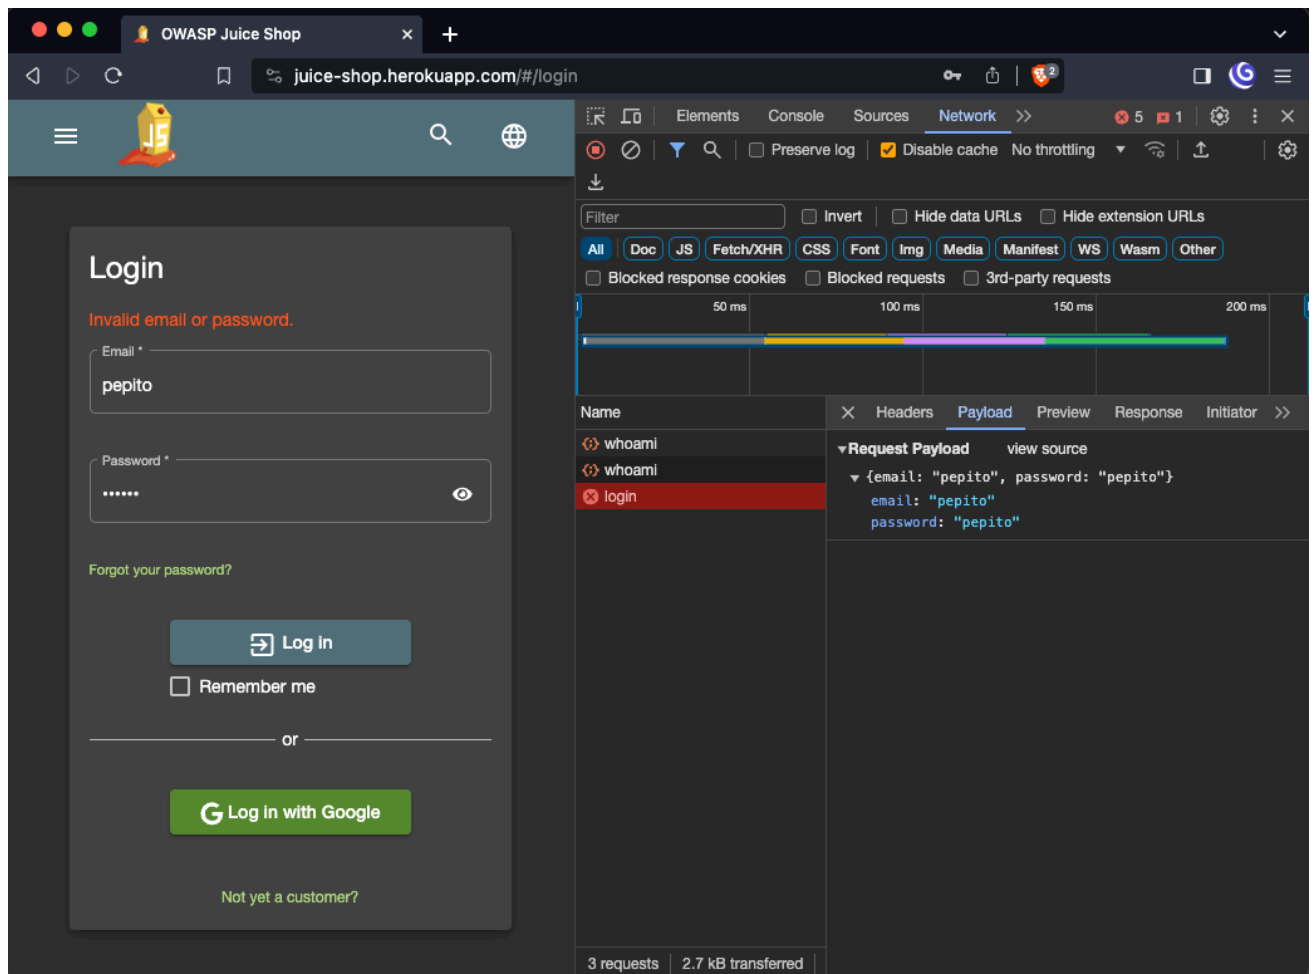 OWASP Juice Shop
juice-shop.herokuapp.com/#/login
2
JS
Login
Invalid email or password.
Email *
pepito
Password *
••••••
Forgot your password?
Log in
Remember me
or
G Log in with Google
Not yet a customer?
Elements Console Sources Network 5 1
Preserve log Disable cache No throttling
Filter Invert Hide data URLs Hide extension URLs
All Doc JS Fetch/XHR CSS Font Img Media Manifest WS Wasm Other
Blocked response cookies Blocked requests 3rd-party requests
50 ms 100 ms 150 ms 200 ms
Name
whoami
whoami
login
Headers Payload Preview Response Initiator
Request Payload view source
{email: "pepito", password: "pepito"}
email: "pepito"
password: "pepito"
3 requests 2.7 kB transferred